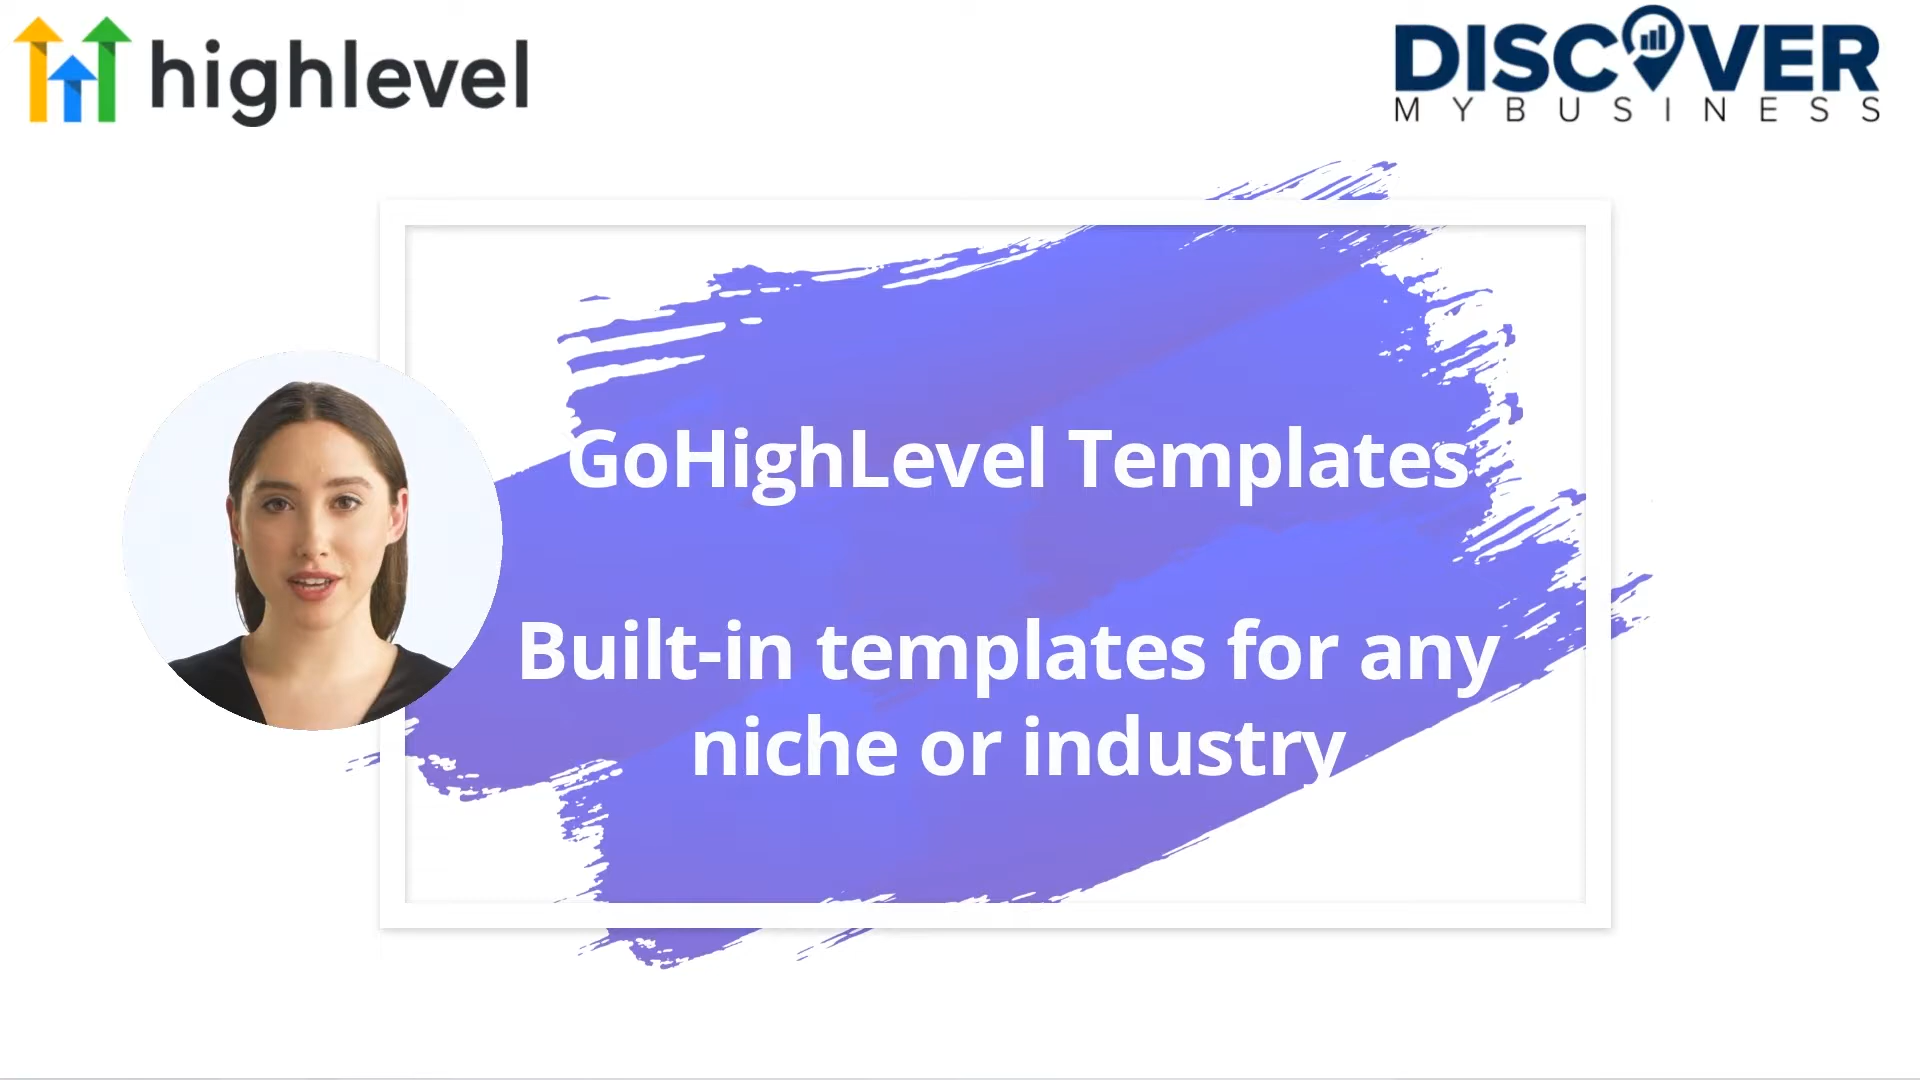 highlevel
DISCOVER
MYBUSINESS
GoHighLevel Templates
Built-in templates for any
niche or industry